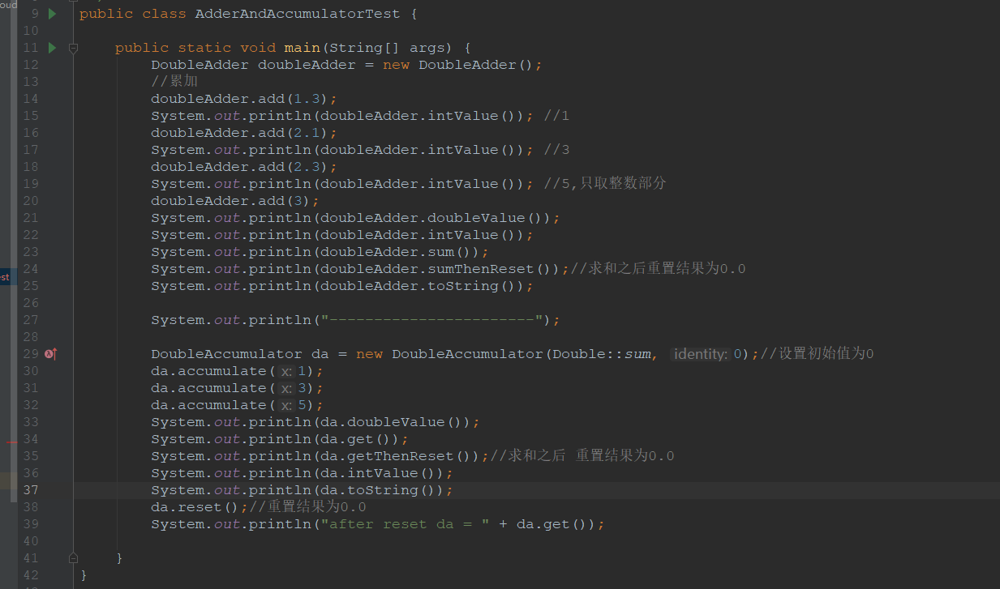 oud
9 public class AdderAndAccumulatorTest {
10
11 public static void main(String[] args) {
12 DoubleAdder doubleAdder = new DoubleAdder();
13 //累加
14 doubleAdder.add(1.3);
15 System.out.println(doubleAdder.intValue()); //1
16 doubleAdder.add(2.1);
17 System.out.println(doubleAdder.intValue()); //3
18 doubleAdder.add(2.3);
19 System.out.println(doubleAdder.intValue()); //5,只取整数部分
20 doubleAdder.add(3);
21 System.out.println(doubleAdder.doubleValue());
22 System.out.println(doubleAdder.intValue());
23 System.out.println(doubleAdder.sum());
24 System.out.println(doubleAdder.sumThenReset());//求和之后重置结果为0.0
est
25 System.out.println(doubleAdder.toString());
26
27 System.out.println("-----------------------");
28
29 DoubleAccumulator da = new DoubleAccumulator(Double::sum, identity: 0);//设置初始值为0
30 da.accumulate( x: 1);
31 da.accumulate( x: 3);
32 da.accumulate( x: 5);
33 System.out.println(da.doubleValue());
34 System.out.println(da.get());
35 System.out.println(da.getThenReset());//求和之后 重置结果为0.0
36 System.out.println(da.intValue());
37 System.out.println(da.toString());
38 da.reset();//重置结果为0.0
39 System.out.println("after reset da = " + da.get());
40
41 }
42 }